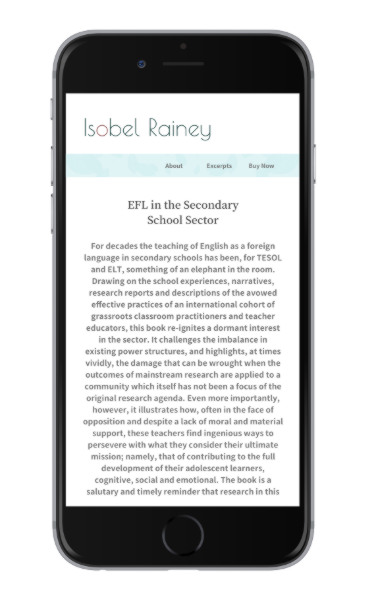 Isobel Rainey
About Excerpts Buy Now
EFL in the Secondary
School Sector
For decades the teaching of English as a foreign
language in secondary schools has been, for TESOL
and ELT, something of an elephant in the room.
Drawing on the school experiences, narratives,
research reports and descriptions of the avowed
effective practices of an international cohort of
grassroots classroom practitioners and teacher
educators, this book re-ignites a dormant interest
in the sector. It challenges the imbalance in
existing power structures, and highlights, at times
vividly, the damage that can be wrought when the
outcomes of mainstream research are applied to a
community which itself has not been a focus of the
original research agenda. Even more importantly,
however, it illustrates how, often in the face of
opposition and despite a lack of moral and material
support, these teachers find ingenious ways to
persevere with what they consider their ultimate
mission; namely, that of contributing to the full
development of their adolescent learners,
cognitive, social and emotional. The book is a
salutary and timely reminder that research in this